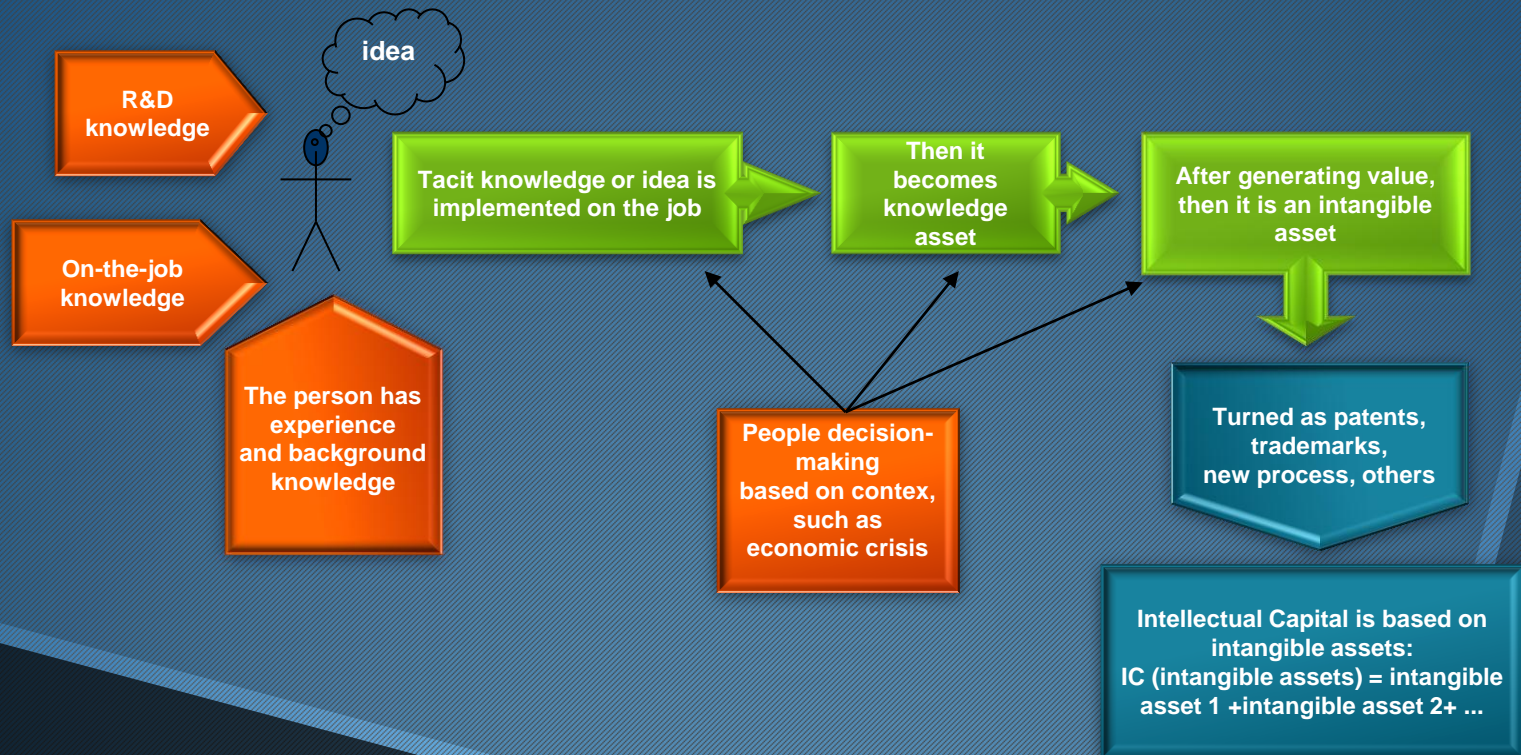 idea
R&D
knowledge
On-the-job
knowledge
The person has
experience
and background
knowledge
Tacit knowledge or idea is
implemented on the job
Then it
becomes
knowledge
asset
After generating value,
then it is an intangible
asset
People decision-
making
based on contex,
such as
economic crisis
Turned as patents,
trademarks,
new process, others
Intellectual Capital is based on
intangible assets:
IC (intangible assets) = intangible
asset 1 +intangible asset 2+ ...